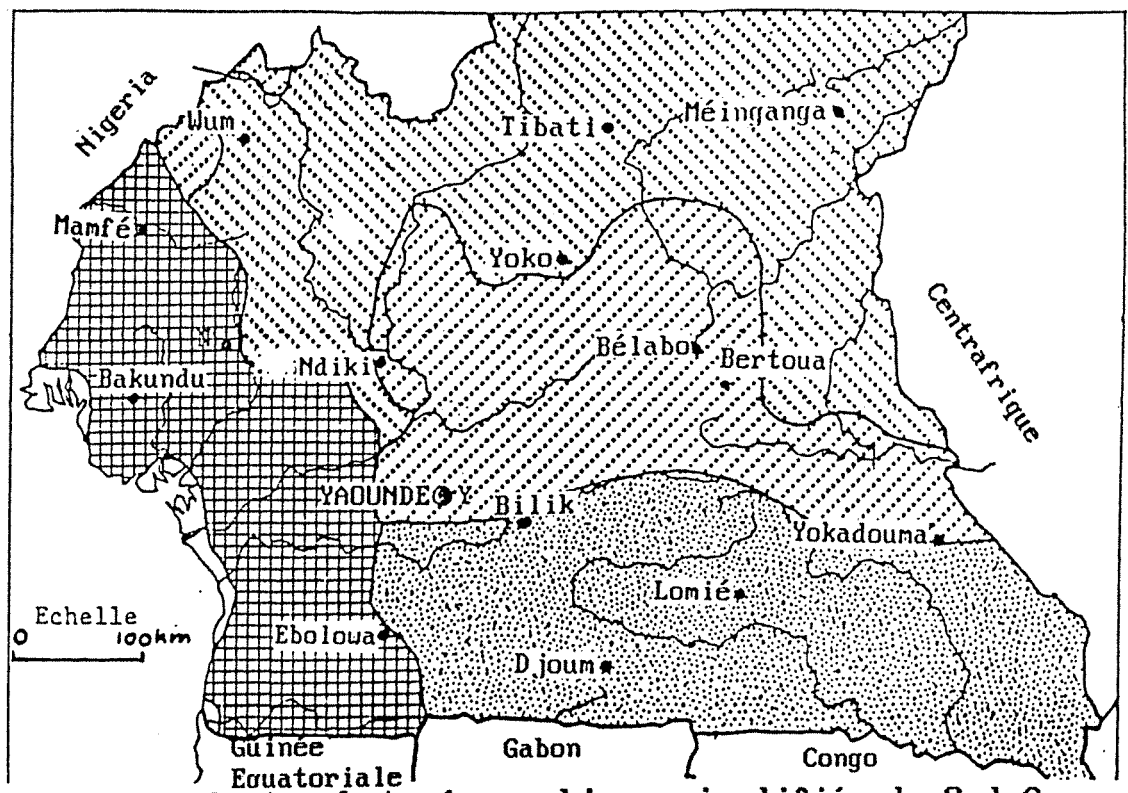 Nigeria
Wum
Tibati
Méinganga
Mamfé
Yoko
Centrafrique
Bélabo
Bertoua
Ndiki
Bakundu
YAOUNDE Y
Bilik
Yokadouma
Lomié
Echelle
0 100km
Ebolowa
Djoum
Guinée
Equatoriale
Gabon
Congo